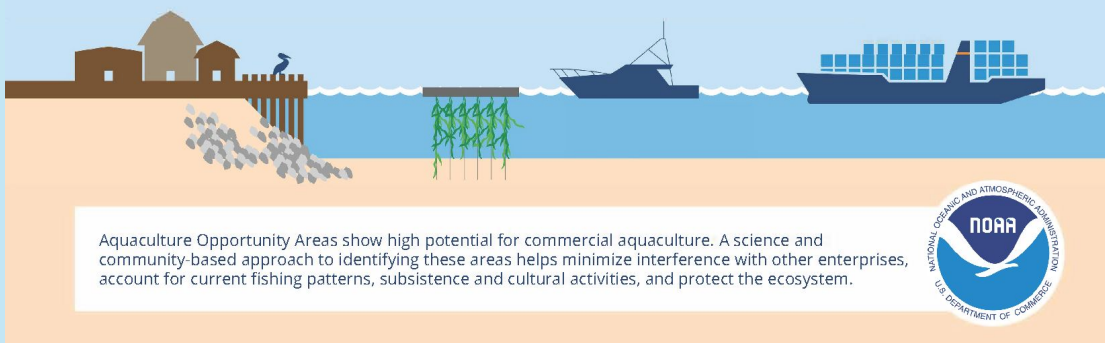 Aquaculture Opportunity Areas show high potential for commercial aquaculture. A science and
community-based approach to identifying these areas helps minimize interference with other enterprises,
account for current fishing patterns, subsistence and cultural activities, and protect the ecosystem.
NATIONAL OCEANIC AND ATMOSPHERIC ADMINISTRATION
NOAA
U.S. DEPARTMENT OF COMMERCE